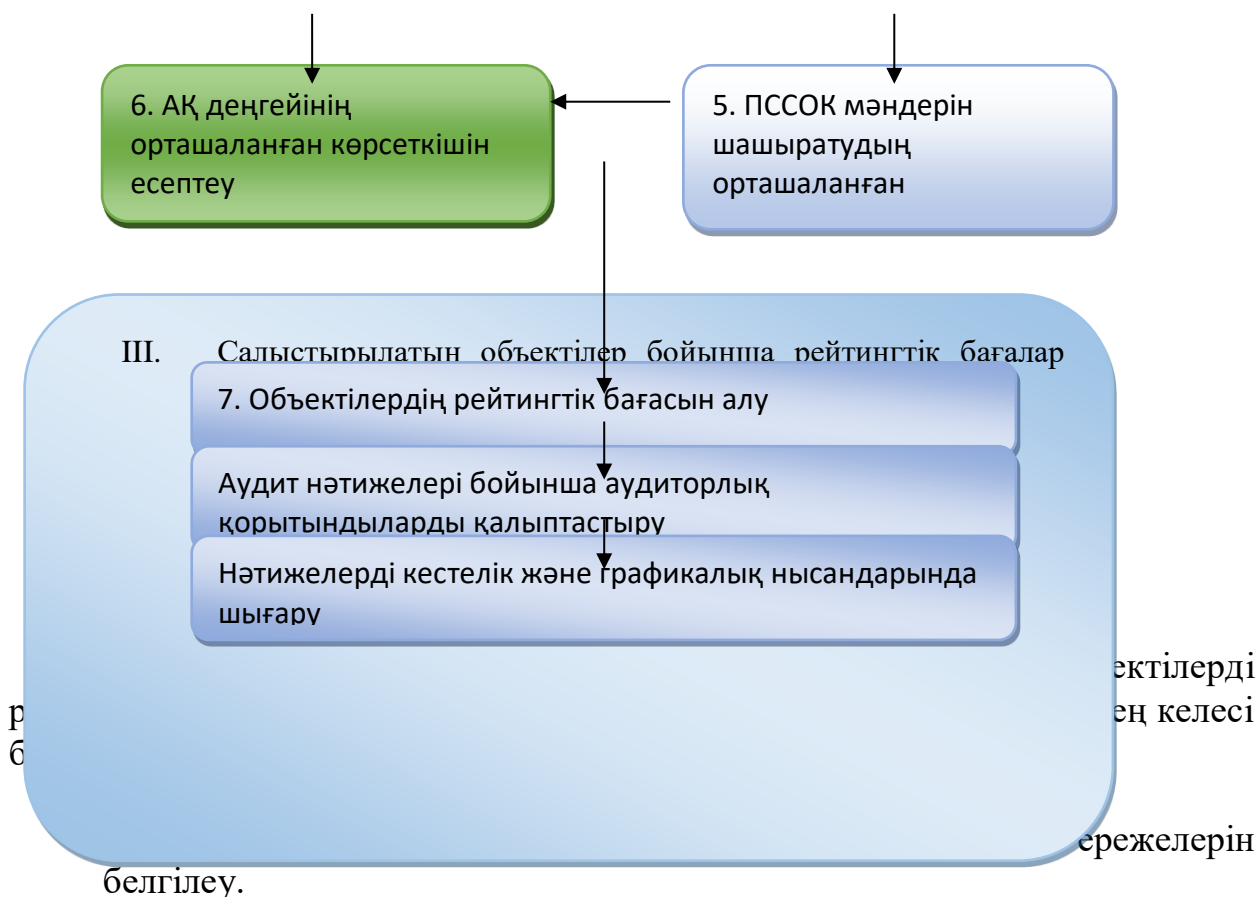 6. АҚ деңгейінің
орташаланған көрсеткішін
есептеу
5. ПССОК мәндерін
шашыратудың
орташаланған
III. Салыстырылатын объектілер бойынша рейтингтік бағалар
7. Объектілердің рейтингтік бағасын алу
Аудит нәтижелері бойынша аудиторлық
қорытындыларды қалыптастыру
Нәтижелерді кестелік және графикалық нысандарында
шығару
ектілерді
р ең келесі
б
ережелерін
белгілеу.